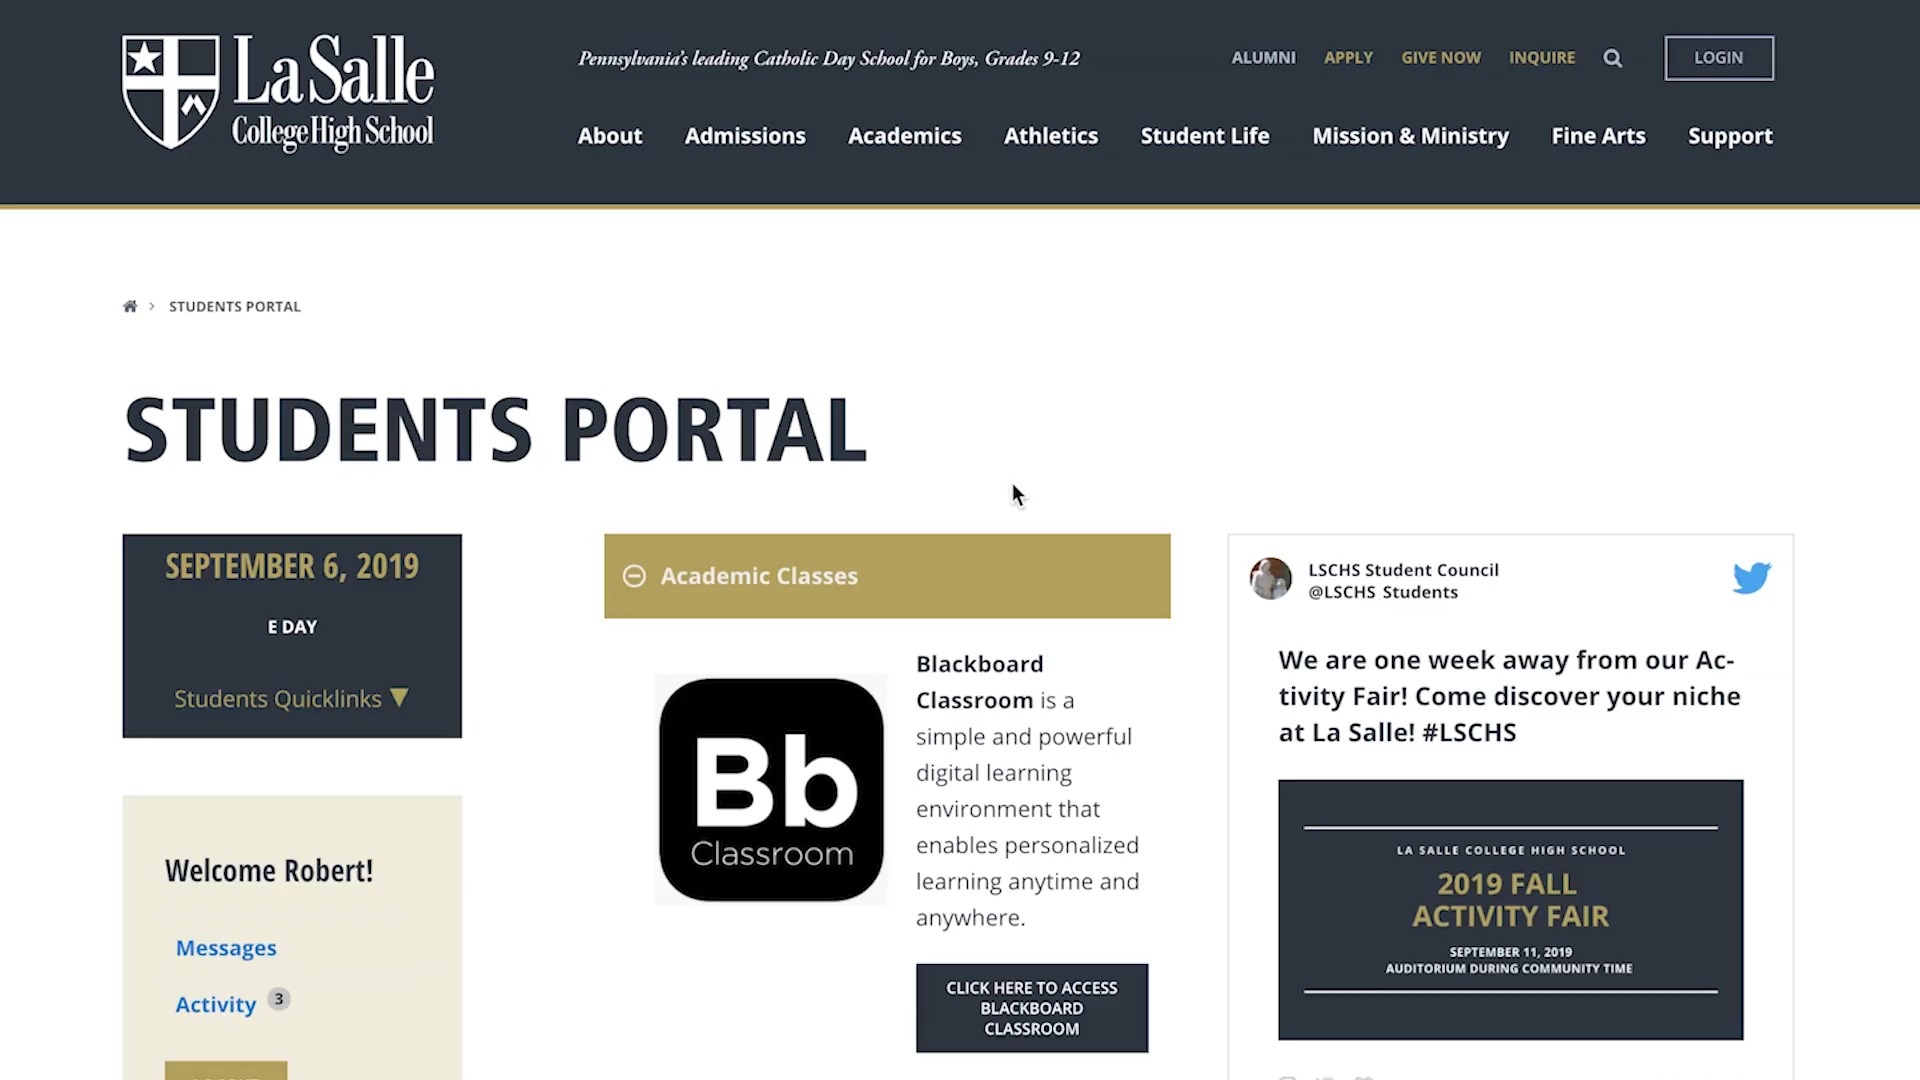 La Salle
College High School
Pennsylvania's leading Catholic Day School for Boys, Grades 9-12
ALUMNI APPLY GIVE NOW INQUIRE LOGIN
About Admissions Academics Athletics Student Life Mission & Ministry Fine Arts Support
> STUDENTS PORTAL
STUDENTS PORTAL
SEPTEMBER 6, 2019
E DAY
Students Quicklinks ▼
Welcome Robert!
Messages
Activity 3
Academic Classes
Bb
Classroom
Blackboard
Classroom is a
simple and powerful
digital learning
environment that
enables personalized
learning anytime and
anywhere.
CLICK HERE TO ACCESS
BLACKBOARD
CLASSROOM
LSCHS Student Council
@LSCHS_Students
We are one week away from our Ac-
tivity Fair! Come discover your niche
at La Salle! #LSCHS
LA SALLE COLLEGE HIGH SCHOOL
2019 FALL
ACTIVITY FAIR
SEPTEMBER 11, 2019
AUDITORIUM DURING COMMUNITY TIME